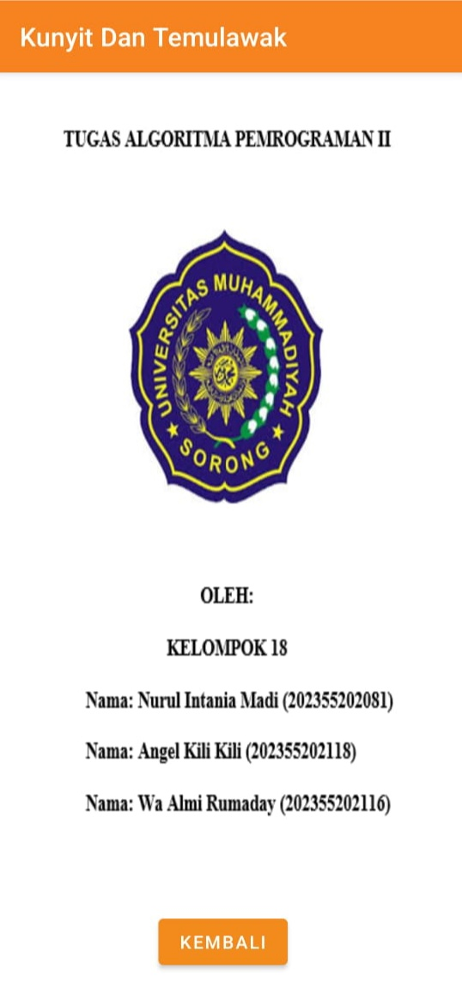 Kunyit Dan Temulawak
TUGAS ALGORITMA PEMROGRAMAN II
UNIVERSITAS MUHAMMADIYAH
SORONG
OLEH:
KELOMPOK 18
Nama: Nurul Intania Madi (202355202081)
Nama: Angel Kili Kili (202355202118)
Nama: Wa Almi Rumaday (202355202116)
KEMBALI